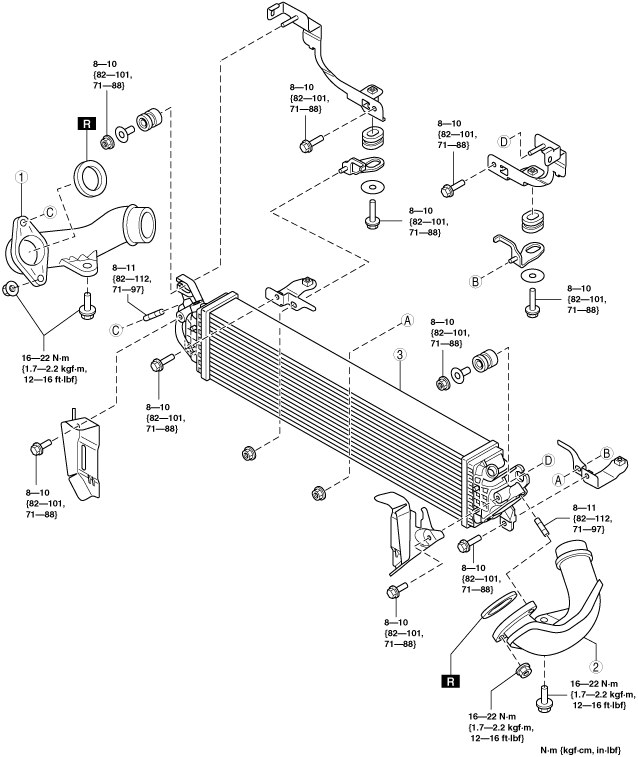 8—10
{82—101,
71—88}
R
1
C
8—11
{82—112,
71—97}
C
16—22 N·m
{1.7—2.2 kgf·m,
12—16 ft·lbf}
8—10
{82—101,
71—88}
8—10
{82—101,
71—88}
8—10
{82—101,
71—88}
8—10
{82—101,
71—88}
D
8—10
{82—101,
71—88}
B
8—10
{82—101,
71—88}
A
3
8—10
{82—101,
71—88}
D
B
A
8—11
{82—112,
71—97}
8—10
{82—101,
71—88}
8—10
{82—101,
71—88}
R
2
16—22 N·m
{1.7—2.2 kgf·m,
12—16 ft·lbf}
16—22 N·m
{1.7—2.2 kgf·m,
12—16 ft·lbf}
N·m {kgf·cm, in·lbf}